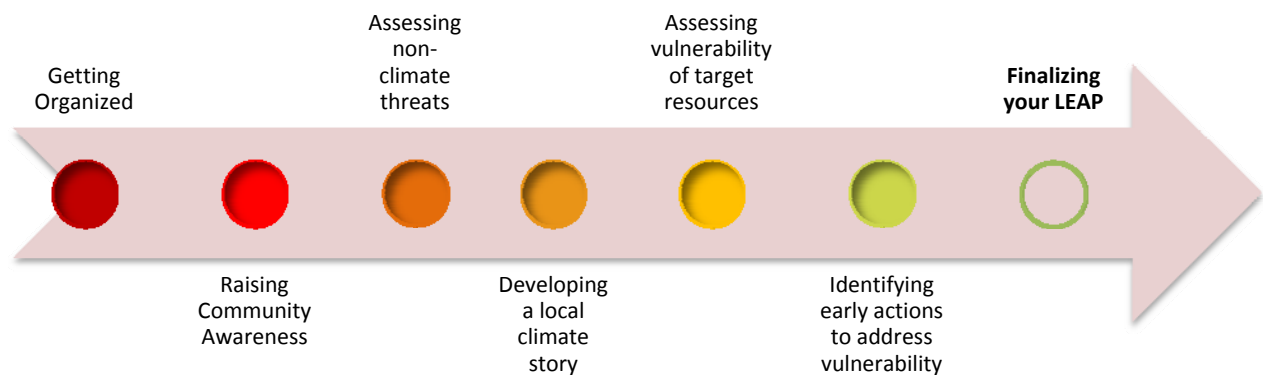 Getting
Organized
Raising
Community
Awareness
Assessing
non-
climate
threats
Developing
a local
climate
story
Assessing
vulnerability
of target
resources
Identifying
early actions
to address
vulnerability
Finalizing
your LEAP